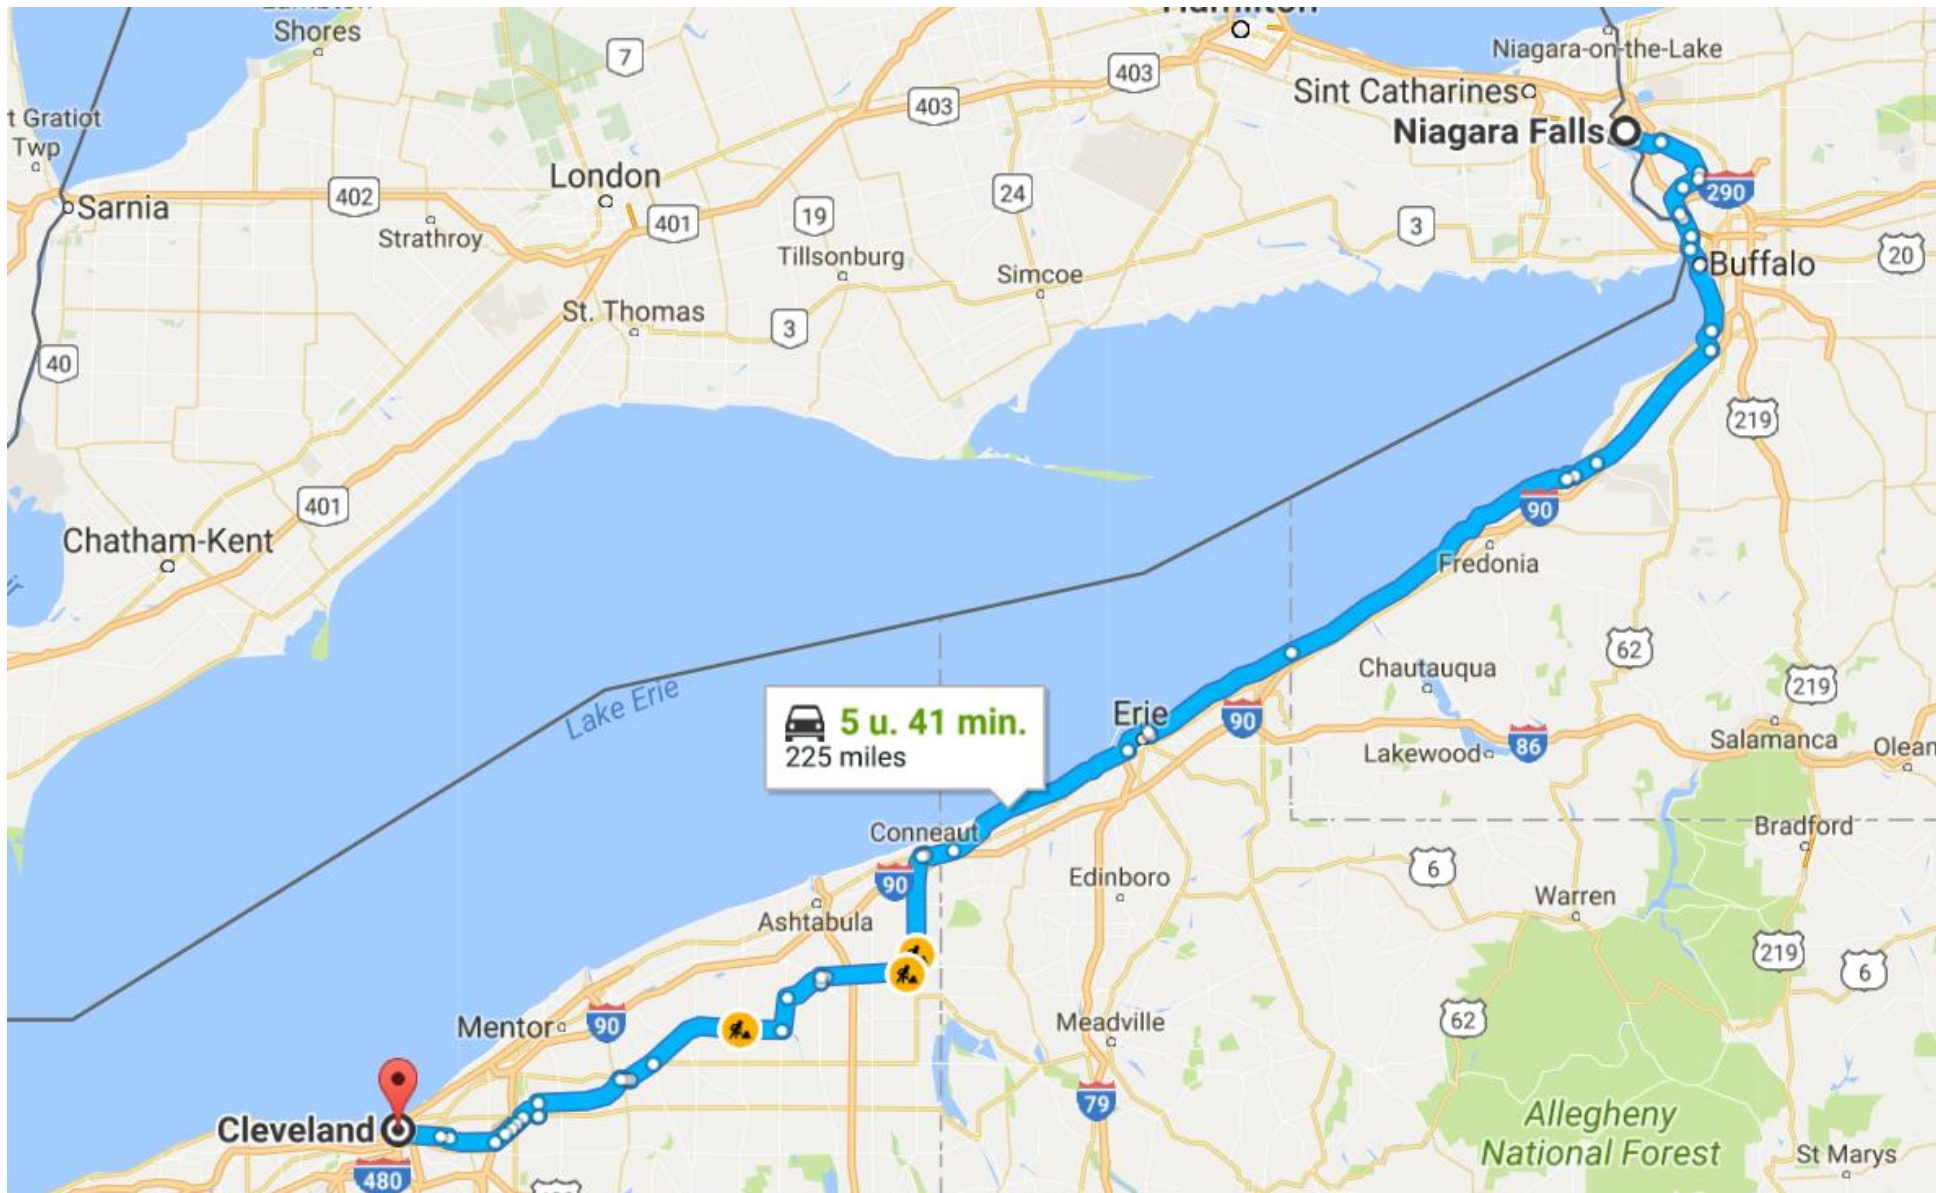 Shores
Hamilton
7
Niagara-on-the-Lake
403
Sint Catharines
403
t Gratiot
Twp
Niagara Falls
London
402
24
290
Sarnia
401
19
3
Strathroy
Tillsonburg
20
Simcoe
Buffalo
St. Thomas
3
40
219
401
90
Chatham-Kent
Fredonia
62
Chautauqua
219
Lake Erie
Erie
90
5 u. 41 min.
225 miles
86
Lakewood
Salamanca
Olean
Conneaut
Bradford
6
90
Edinboro
Warren
Ashtabula
219
6
Mentor
90
Meadville
62
79
Cleveland
Allegheny
National Forest
St Marys
480